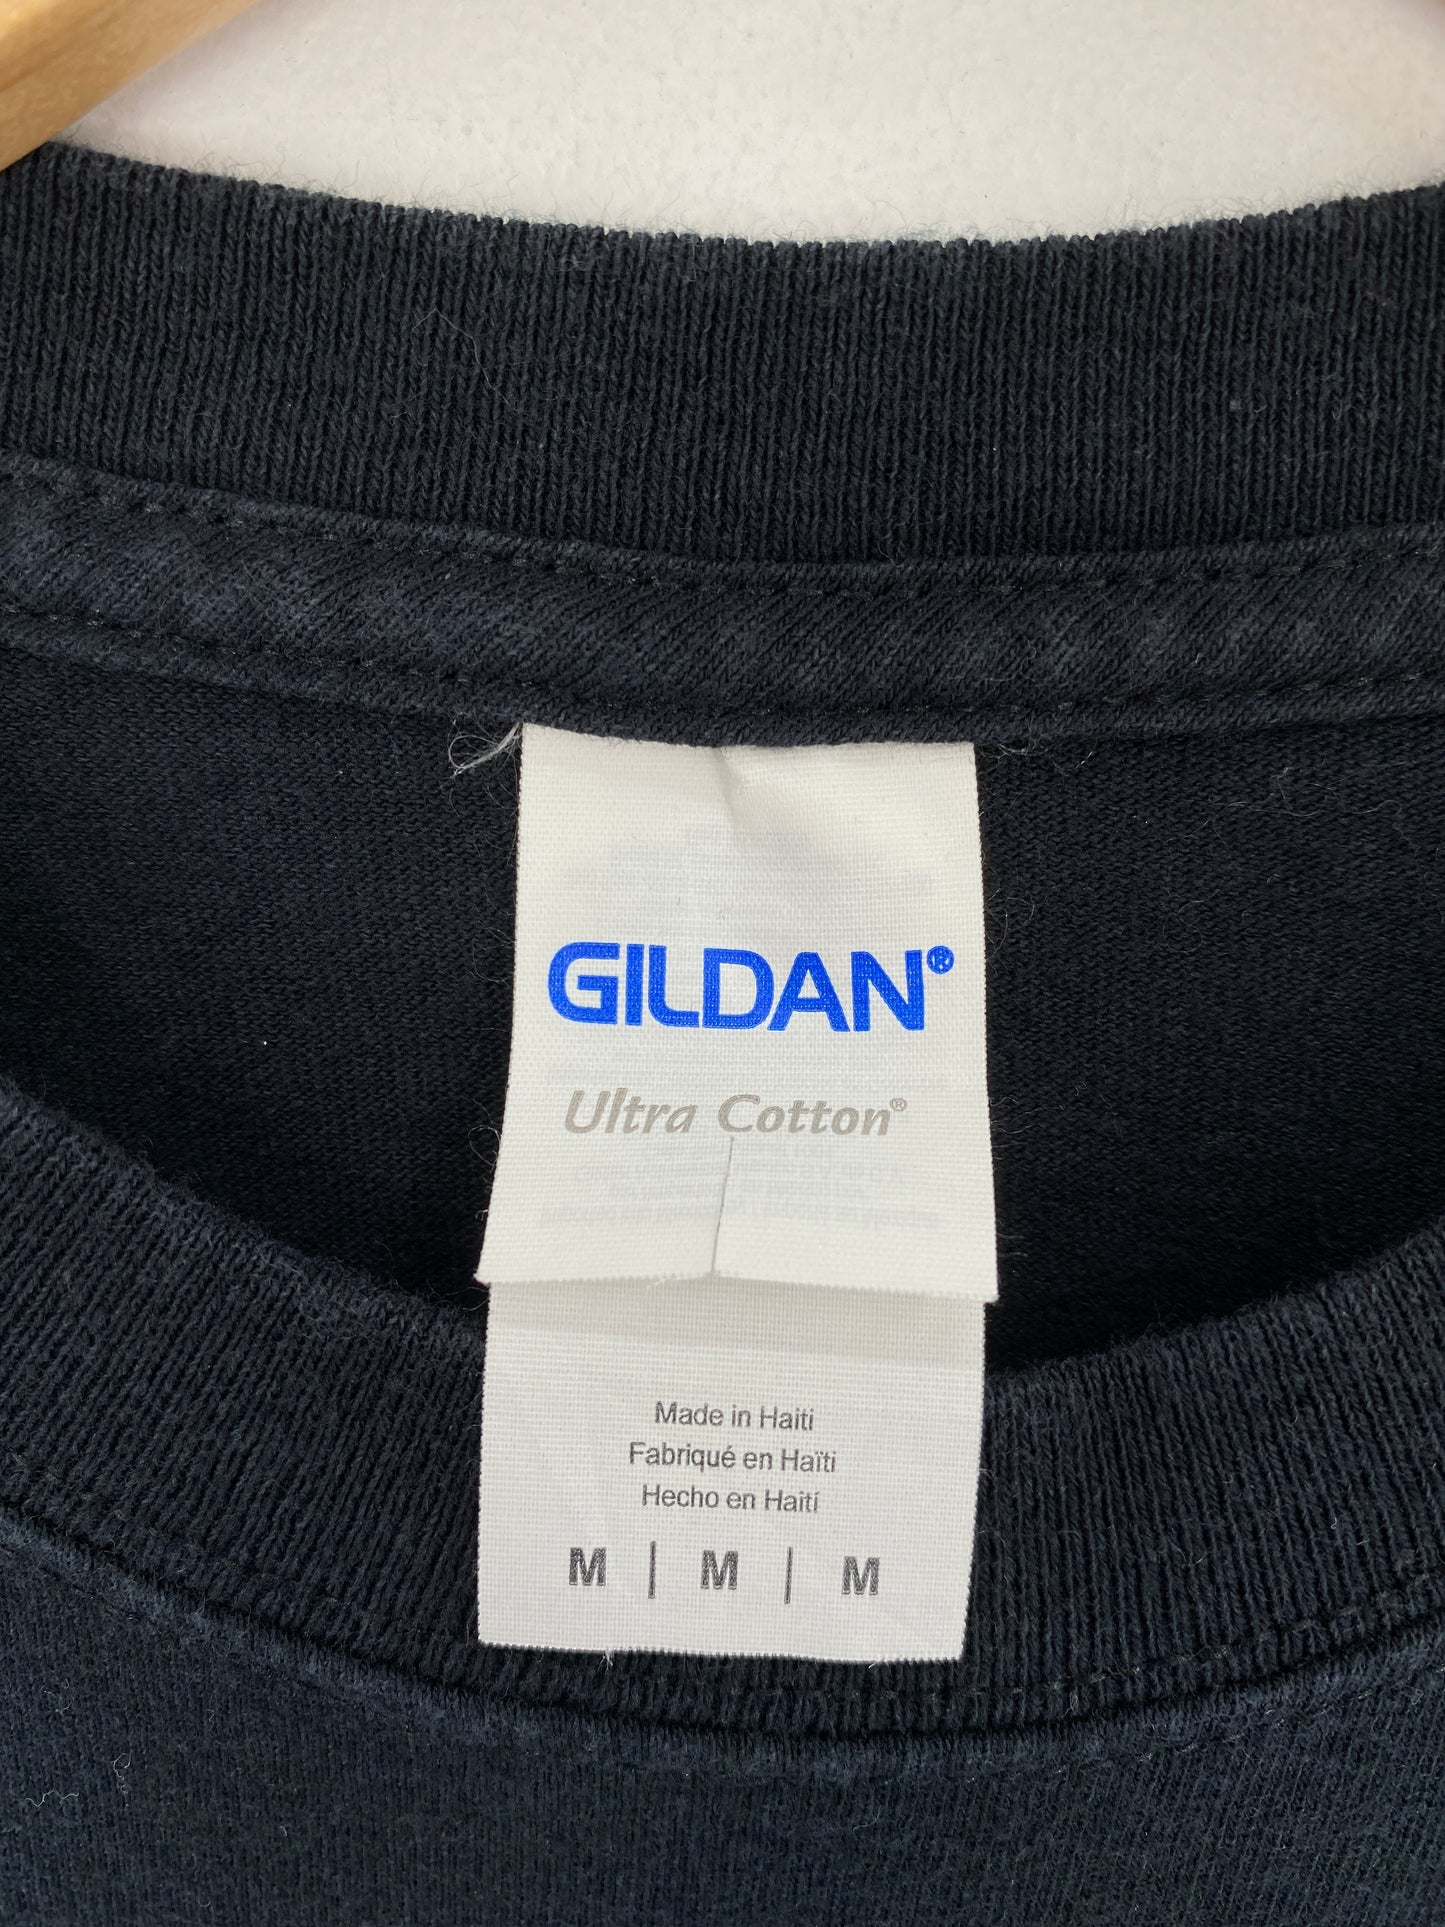 GILDAN®
Ultra Cotton®
Made in Haiti
Fabriqué en Haïti
Hecho en Haití
M | M | M